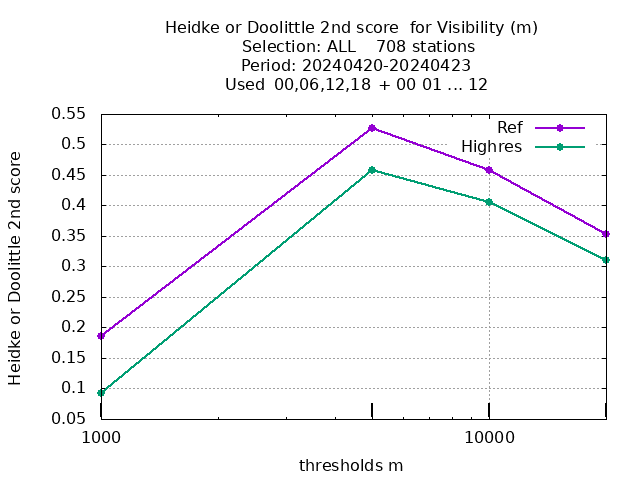 Heidke or Doolittle 2nd score  for Visibility (m)
Selection: ALL    708 stations
Period: 20240420-20240423
Used  00,06,12,18  + 00 01 ... 12
0.55
Ref
0.5
Highres
0.45
0.4
0.35
0.3
0.25
0.2
0.15
0.1
0.05
Heidke or Doolittle 2nd score
1000
10000
thresholds m